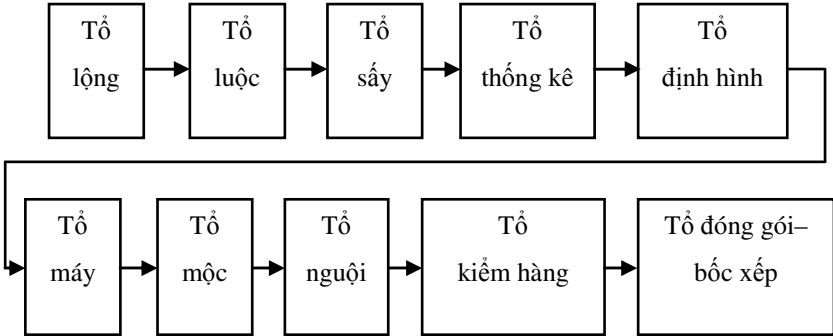 Tổ
lộng
Tổ
luộc
Tổ
sấy
Tổ
thống kê
Tổ
định hình
Tổ
máy
Tổ
mộc
Tổ
nguội
Tổ
kiểm hàng
Tổ đóng gói–
bốc xếp